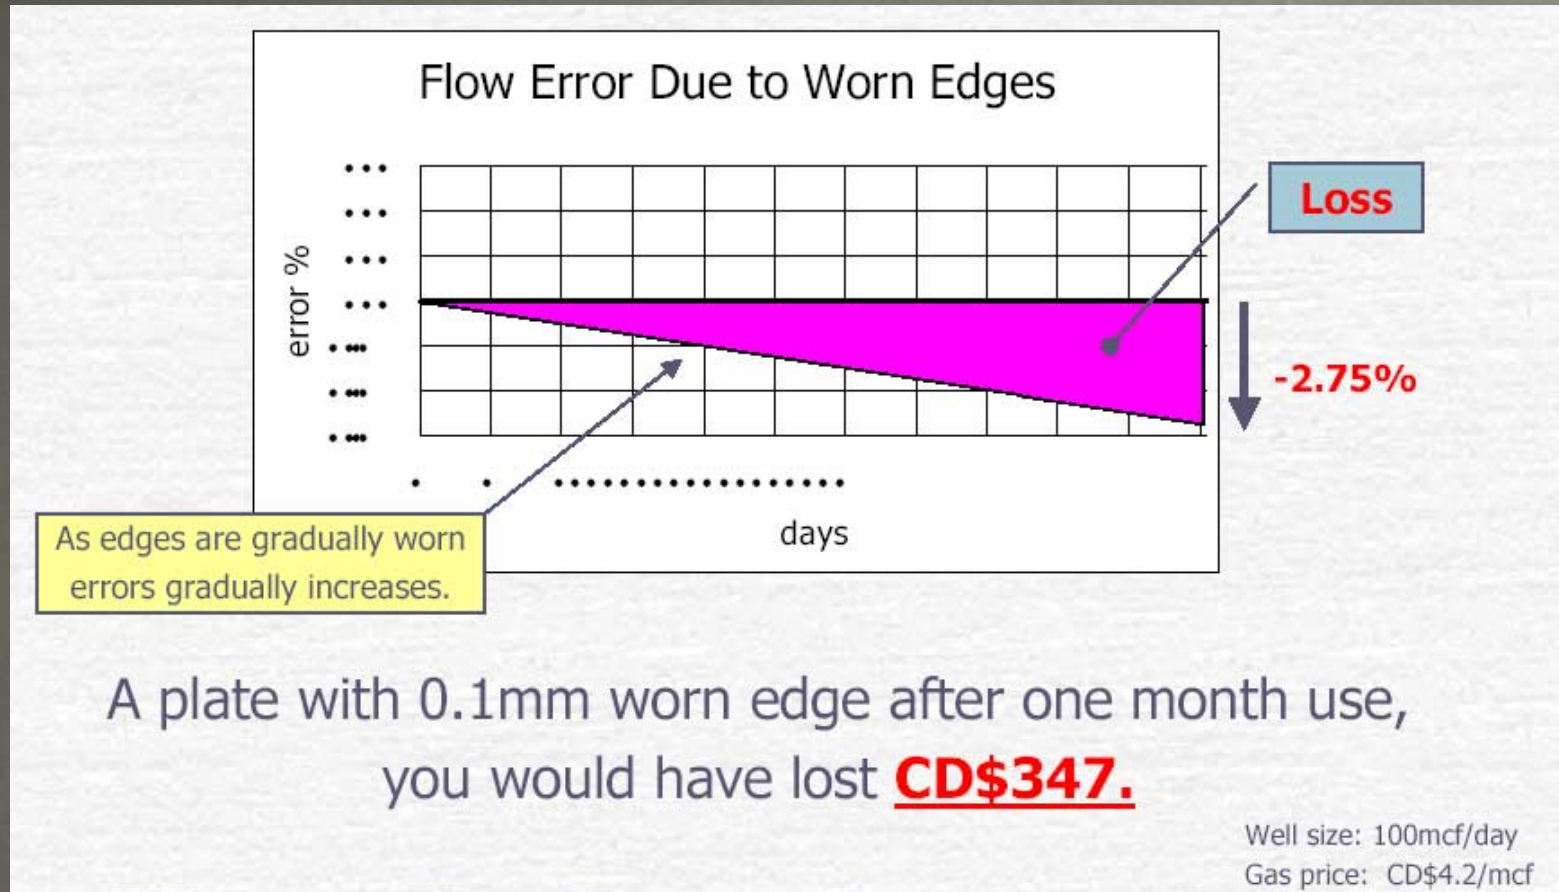 Flow Error Due to Worn Edges
Loss
error %
-2.75%
days
As edges are gradually worn
errors gradually increases.
A plate with 0.1mm worn edge after one month use,
you would have lost CD$347.
Well size: 100mcf/day
Gas price: CD$4.2/mcf